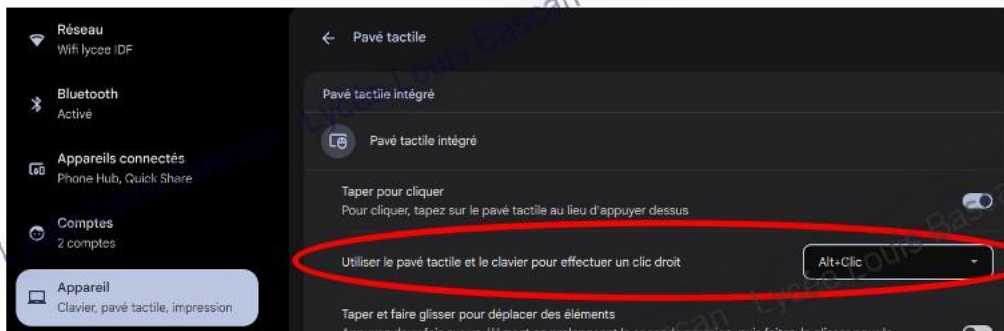 Réseau
Wifi lycee IDF
Bluetooth
Activé
Appareils connectés
Phone Hub, Quick Share
Comptes
2 comptes
Appareil
Clavier, pavé tactile, impression
Pavé tactile
Pavé tactile intégré
Pavé tactile intégré
Taper pour cliquer
Pour cliquer, tapez sur le pavé tactile au lieu d'appuyer dessus
Utiliser le pavé tactile et le clavier pour effectuer un clic droit
Alt+Clic
Taper et faire glisser pour déplacer des éléments
Lycee Louis Bascan